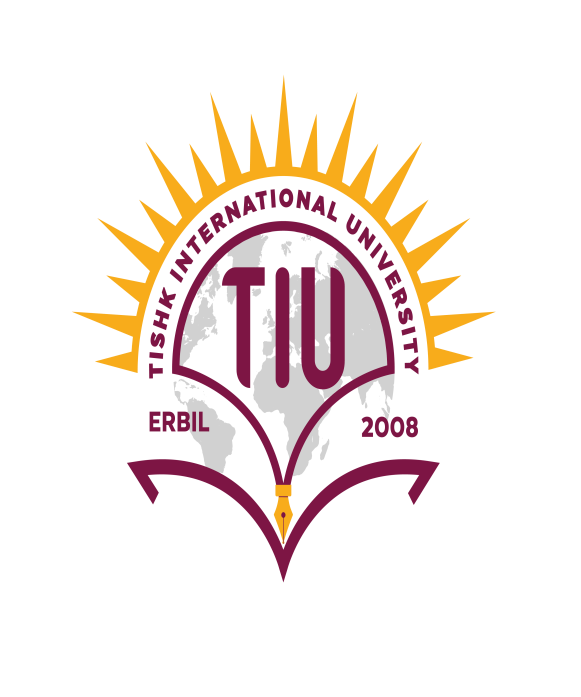 TISHK INTERNATIONAL UNIVERSITY
TIU
ERBIL
2008